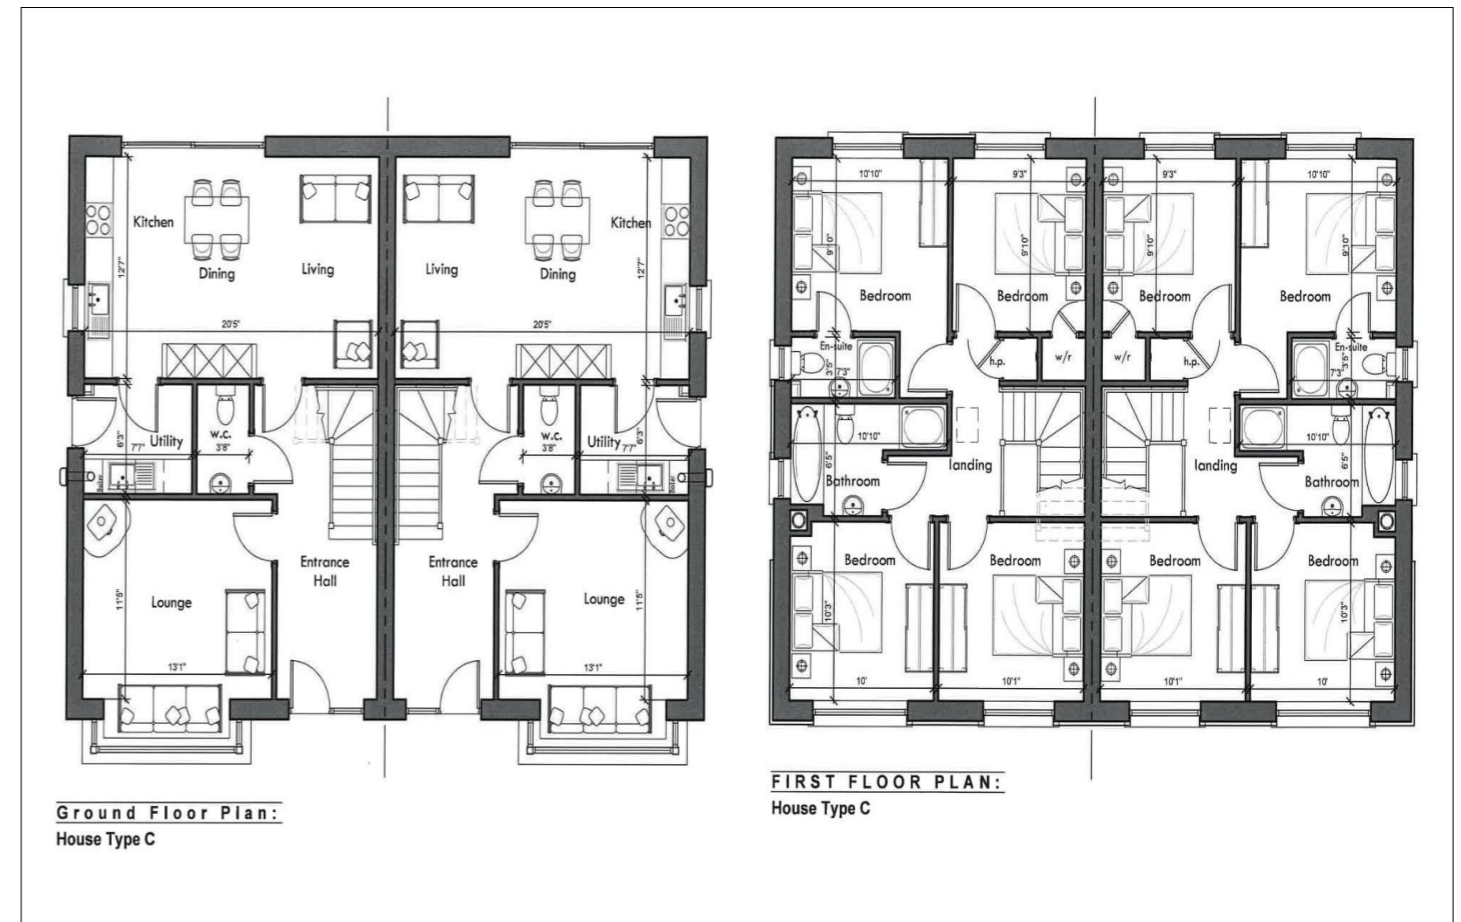 Kitchen
Dining
Living
12'7"
20'5"
Utility
w.c.
6'3"
7'7"
3'8"
Boiler
Entrance
Hall
Lounge
11'5"
13'1"
Living
Dining
Kitchen
12'7"
20'5"
w.c.
Utility
3'8"
7'7"
6'3"
Boiler
Entrance
Hall
Lounge
11'5"
13'1"
Ground Floor Plan:
House Type C
10'10"
9'3"
9'10"
9'10"
Bedroom
Bedroom
En-suite
3'5"
7'3"
h.p.
w/r
10'10"
6'5"
Bathroom
landing
Bedroom
Bedroom
10'3"
10'
10'1"
9'3"
10'10"
9'10"
9'10"
Bedroom
Bedroom
w/r
h.p.
En-suite
3'5"
7'3"
10'10"
6'5"
landing
Bathroom
Bedroom
Bedroom
10'3"
10'1"
10'
FIRST FLOOR PLAN:
House Type C